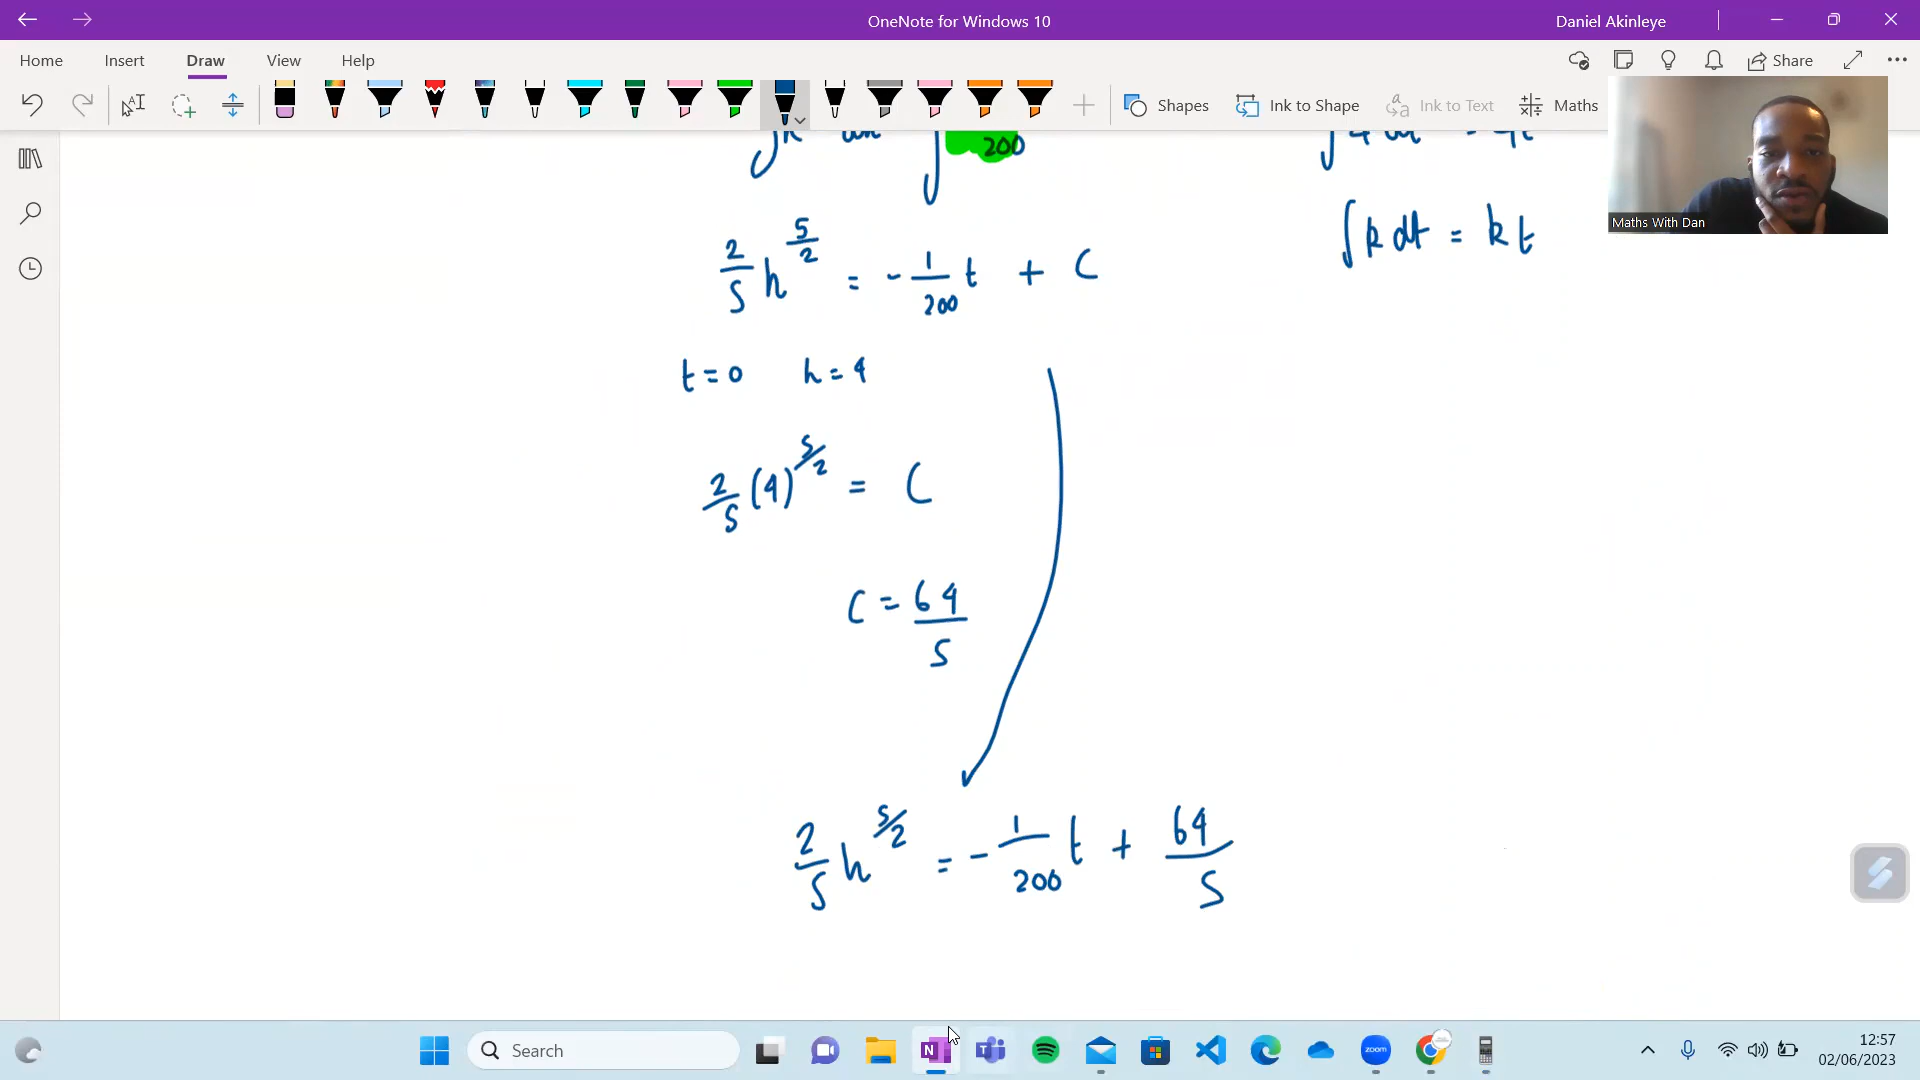 OneNote for Windows 10
Daniel Akinleye
Home Insert Draw View Help
Share
Shapes Ink to Shape Ink to Text Maths
200
∫ k dt = k t
2/5 h^5/2 = - 1/200 t + C
t = 0 h = 4
2/5 (4)^5/2 = C
C = 64/5
2/5 h^5/2 = - 1/200 t + 64/5
Maths With Dan
Search
zoom
12:57
02/06/2023